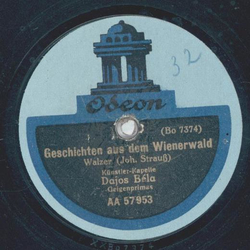 32
Odeon
(Bo 7374)
Geschichten aus dem Wienerwald
Walzer (Joh. Strauß)
Künstler-Kapelle
Dajos Béla
Geigenprimus
AA 57953